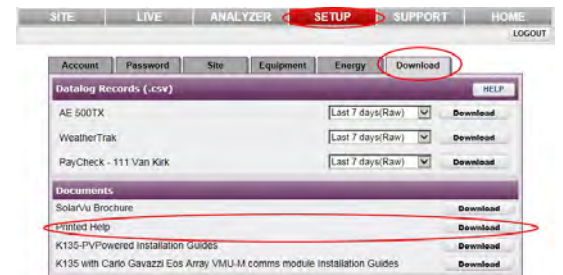 SITE LIVE ANALYZER SETUP SUPPORT HOME
LOGOUT
Account Password Site Equipment Energy Download
Datalog Records (.csv) HELP
AE 500TX Last 7 days(Raw) Download
WeatherTrak Last 7 days(Raw) Download
PayCheck - 111 Van Kirk Last 7 days(Raw) Download
Documents
SolarVu Brochure Download
Printed Help Download
K135-PVPowered Installation Guides Download
K135 with Carlo Gavazzi Eos Array VMU-M comms module Installation Guides Download